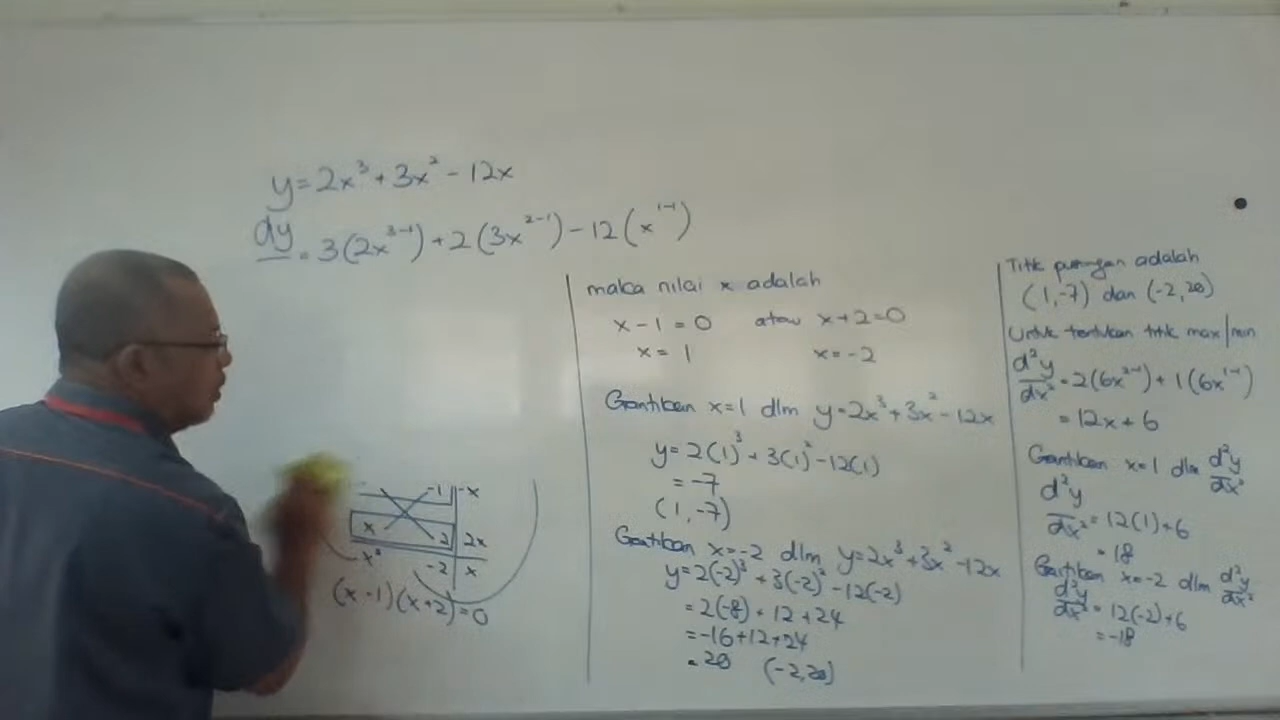 y=2x³+3x²-12x
dy = 3(2x³⁻¹)+2(3x²⁻¹)-12(x¹⁻¹)
-1 -x
x 2 2x
x² -2 x
(x-1)(x+2)=0
maka nilai x adalah
x-1=0 atau x+2=0
x=1 x=-2
Gantikan x=1 dlm y=2x³+3x²-12x
y=2(1)³+3(1)²-12(1)
=-7
(1,-7)
Gantikan x=-2 dlm y=2x³+3x²-12x
y=2(-2)³+3(-2)²-12(-2)
=2(-8)+12+24
=-16+12+24
=20 (-2,20)
Titik pusingan adalah
(1,-7) dan (-2,20)
Untuk tentukan titik max/min
d²y/dx²=2(6x²⁻¹)+1(6x¹⁻¹)
=12x+6
Gantikan x=1 dlm d²y/dx²
d²y/dx²=12(1)+6
=18
Gantikan x=-2 dlm d²y/dx²
d²y/dx²=12(-2)+6
=-18